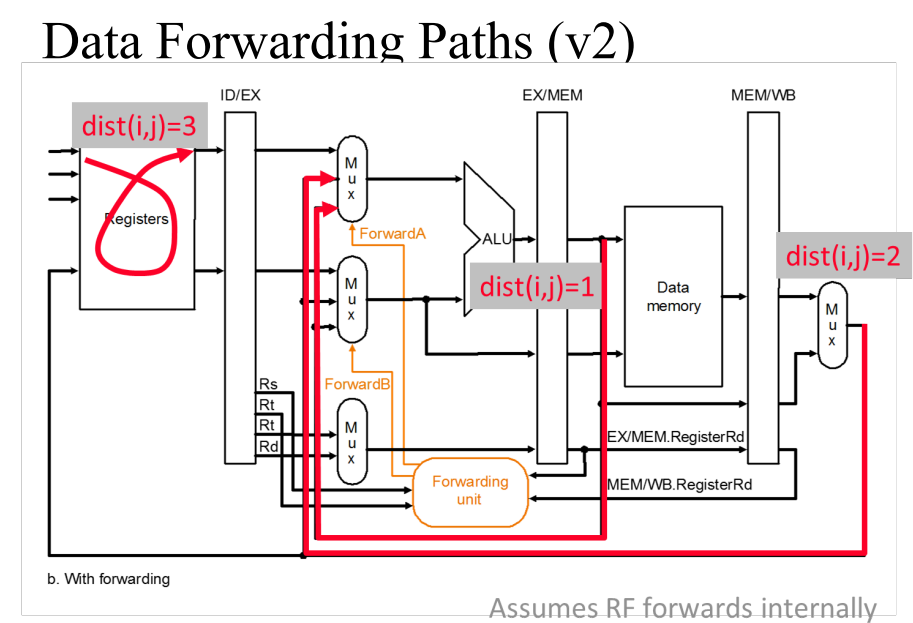 Data Forwarding Paths (v2)
ID/EX
EX/MEM
MEM/WB
dist(i,j)=3
Registers
M
u
x
ForwardA
ALU
dist(i,j)=1
dist(i,j)=2
Data
memory
M
u
x
M
u
x
ForwardB
Rs
Rt
Rt
Rd
M
u
x
EX/MEM.RegisterRd
Forwarding
unit
MEM/WB.RegisterRd
b. With forwarding
Assumes RF forwards internally